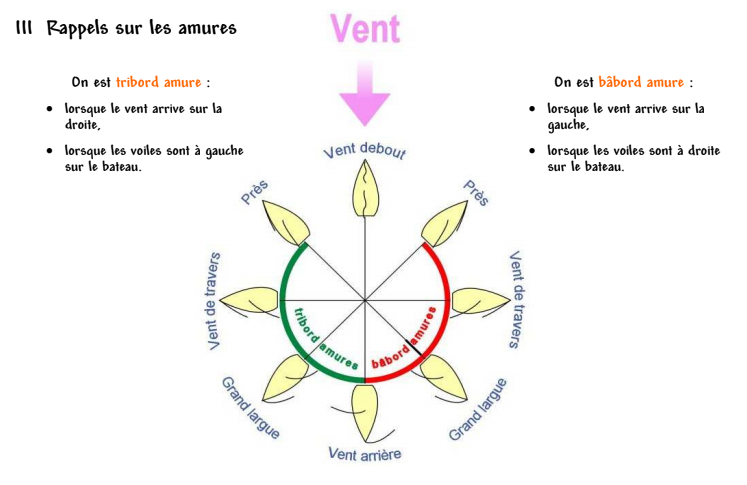 III Rappels sur les amures
Vent
On est tribord amure :
• lorsque le vent arrive sur la
droite,
• lorsque les voiles sont à gauche
sur le bateau.
On est bâbord amure :
• lorsque le vent arrive sur la
gauche,
• lorsque les voiles sont à droite
sur le bateau.
Vent debout
Près
Près
Vent de travers
Vent de travers
tribord amures
bâbord amures
Grand largue
Grand largue
Vent arrière